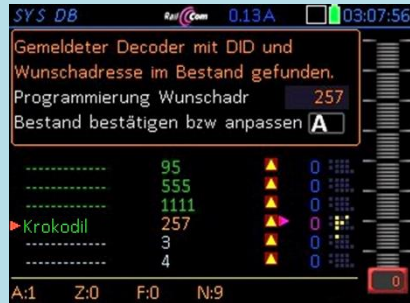 SYS DB RailCom 0.13A 03:07:56
Gemeldeter Decoder mit DID und
Wunschadresse im Bestand gefunden.
Programmierung Wunschadr 257
Bestand bestätigen bzw anpassen A
------------ 95 0
------------ 555 0
------------ 1111 0
Krokodil 257 0
------------ 3 0
------------ 4 0
A:1 Z:0 F:0 N:9 0